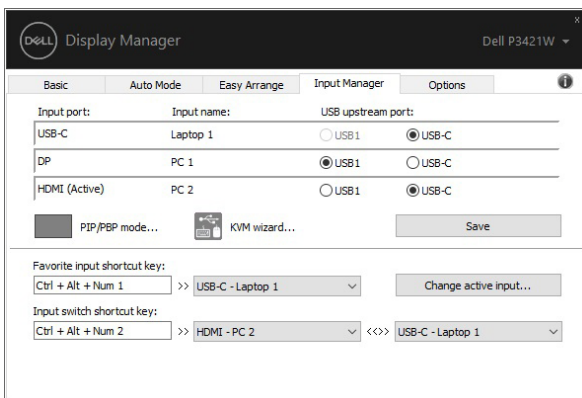 x
DELL Display Manager Dell P3421W
Basic Auto Mode Easy Arrange Input Manager Options i
Input port: Input name: USB upstream port:
USB-C Laptop 1 USB1 USB-C
DP PC 1 USB1 USB-C
HDMI (Active) PC 2 USB1 USB-C
PIP/PBP mode... KVM wizard... Save
Favorite input shortcut key:
Ctrl + Alt + Num 1 >> USB-C - Laptop 1 Change active input...
Input switch shortcut key:
Ctrl + Alt + Num 2 >> HDMI - PC 2 <<>> USB-C - Laptop 1